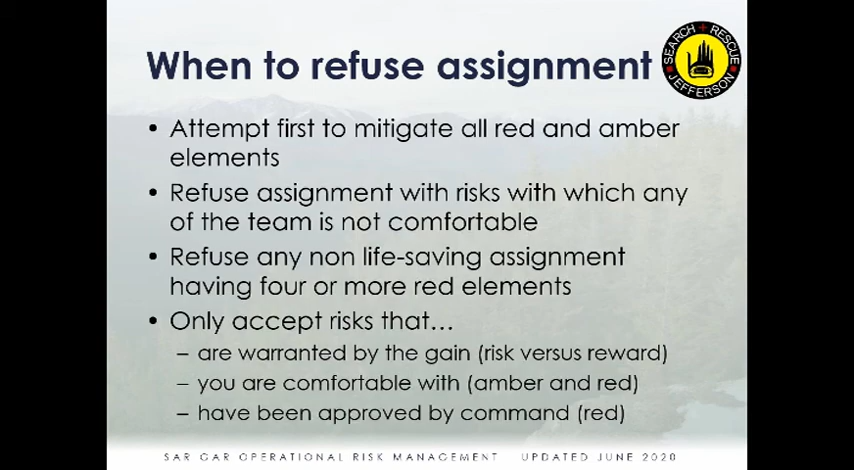 When to refuse assignment
SEARCH + RESCUE
JEFFERSON
• Attempt first to mitigate all red and amber
elements
• Refuse assignment with risks with which any
of the team is not comfortable
• Refuse any non life-saving assignment
having four or more red elements
• Only accept risks that…
– are warranted by the gain (risk versus reward)
– you are comfortable with (amber and red)
– have been approved by command (red)
SAR GAR OPERATIONAL RISK MANAGEMENT UPDATED JUNE 2020